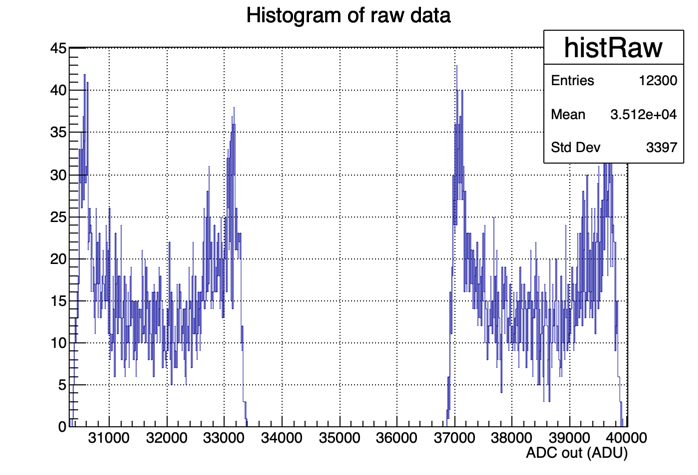 Histogram of raw data
histRaw
Entries 12300
Mean 3.512e+04
Std Dev 3397
45
40
35
30
25
20
15
10
5
0
31000 32000 33000 34000 35000 36000 37000 38000 39000 40000
ADC out (ADU)